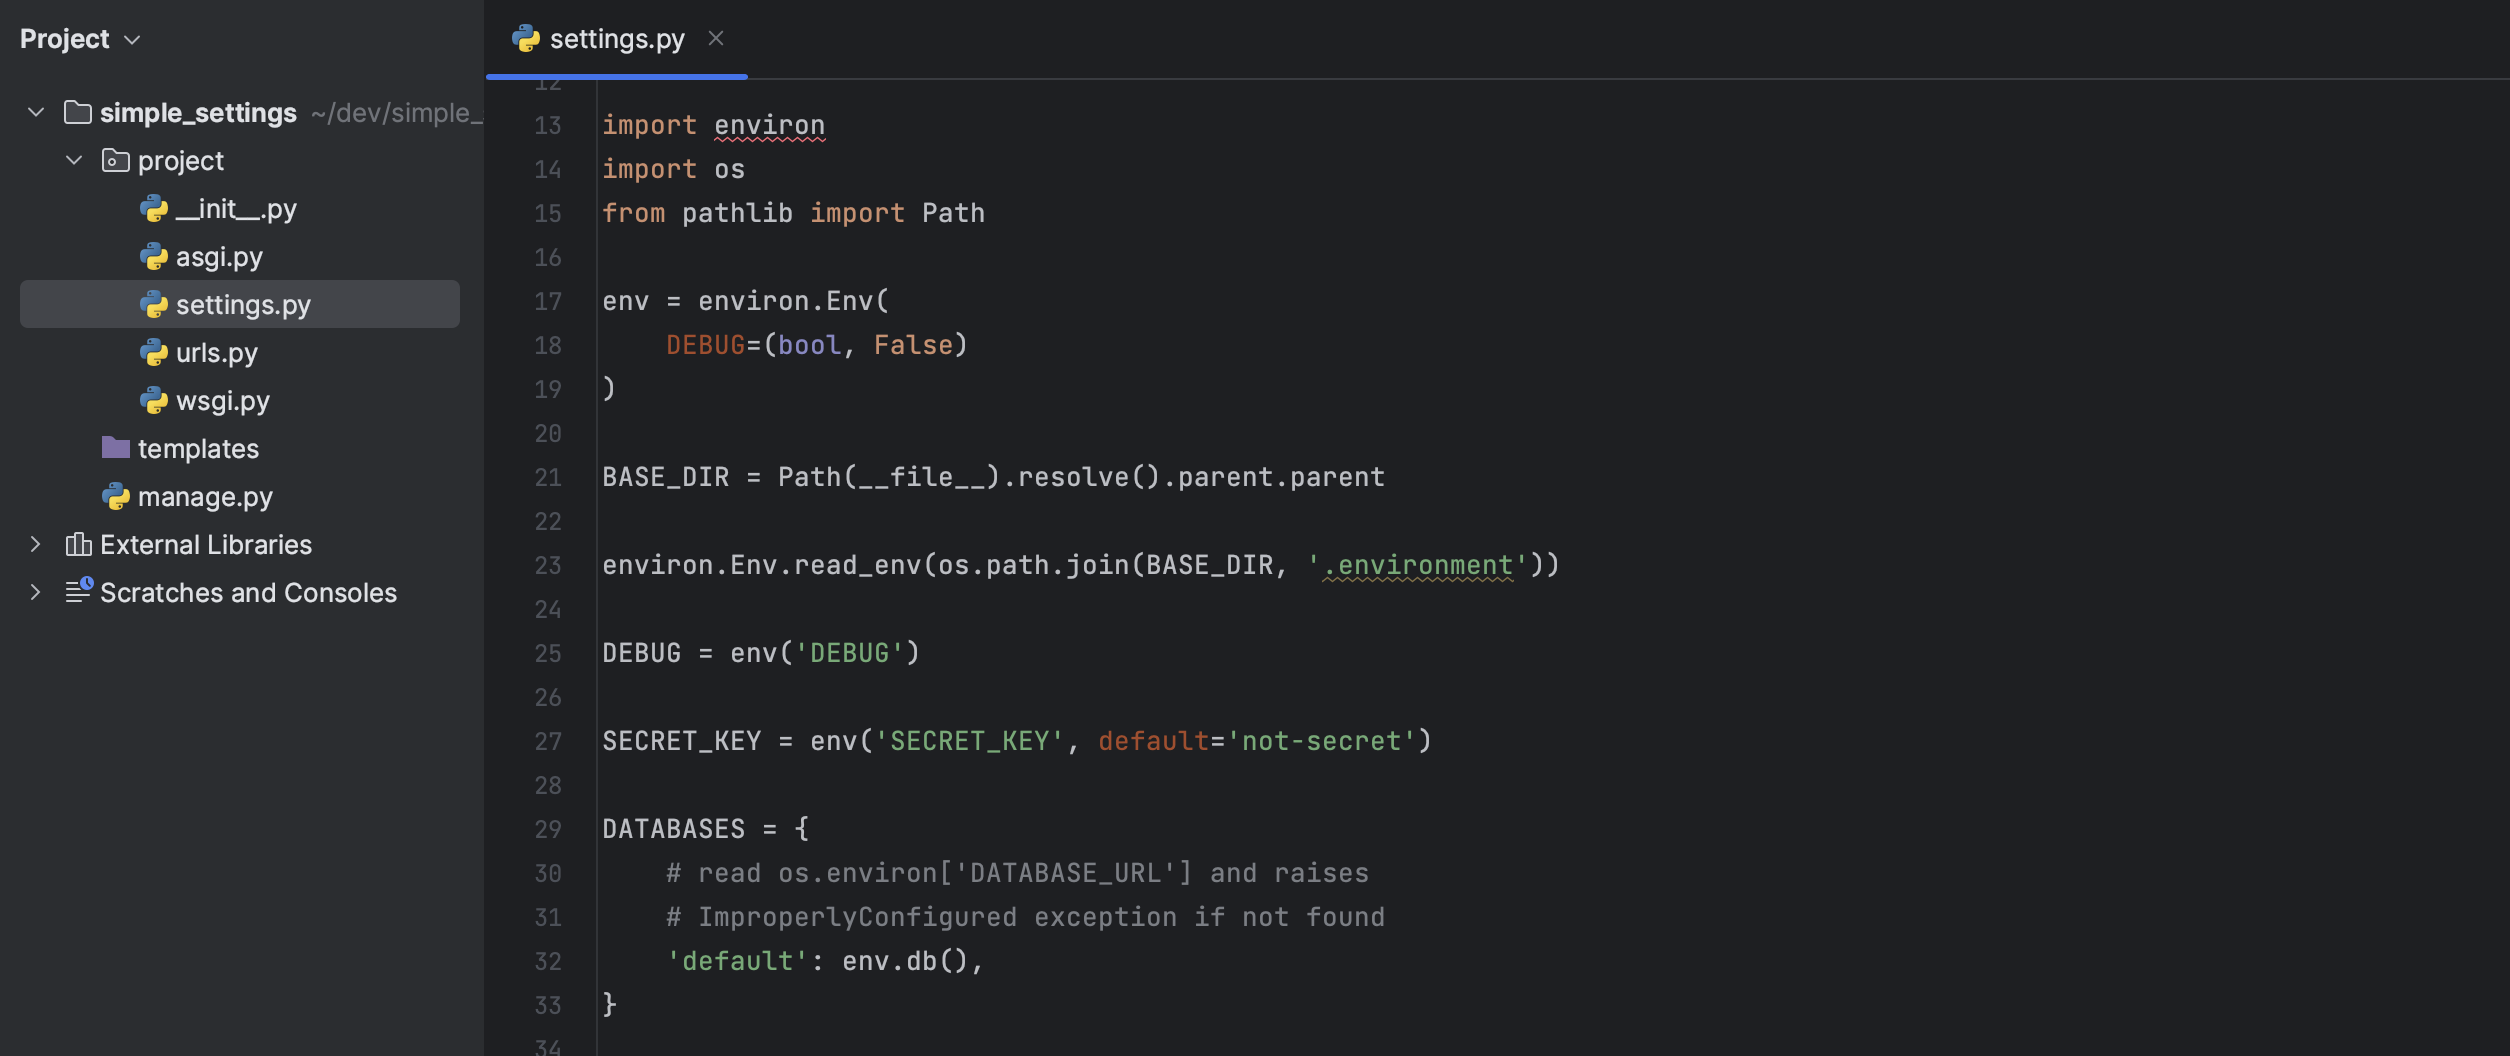 Project
simple_settings ~/dev/simple_
project
__init__.py
asgi.py
settings.py
urls.py
wsgi.py
templates
manage.py
External Libraries
Scratches and Consoles
settings.py
12
13 import environ
14 import os
15 from pathlib import Path
16
17 env = environ.Env(
18     DEBUG=(bool, False)
19 )
20
21 BASE_DIR = Path(__file__).resolve().parent.parent
22
23 environ.Env.read_env(os.path.join(BASE_DIR, '.environment'))
24
25 DEBUG = env('DEBUG')
26
27 SECRET_KEY = env('SECRET_KEY', default='not-secret')
28
29 DATABASES = {
30     # read os.environ['DATABASE_URL'] and raises
31     # ImproperlyConfigured exception if not found
32     'default': env.db(),
33 }
34